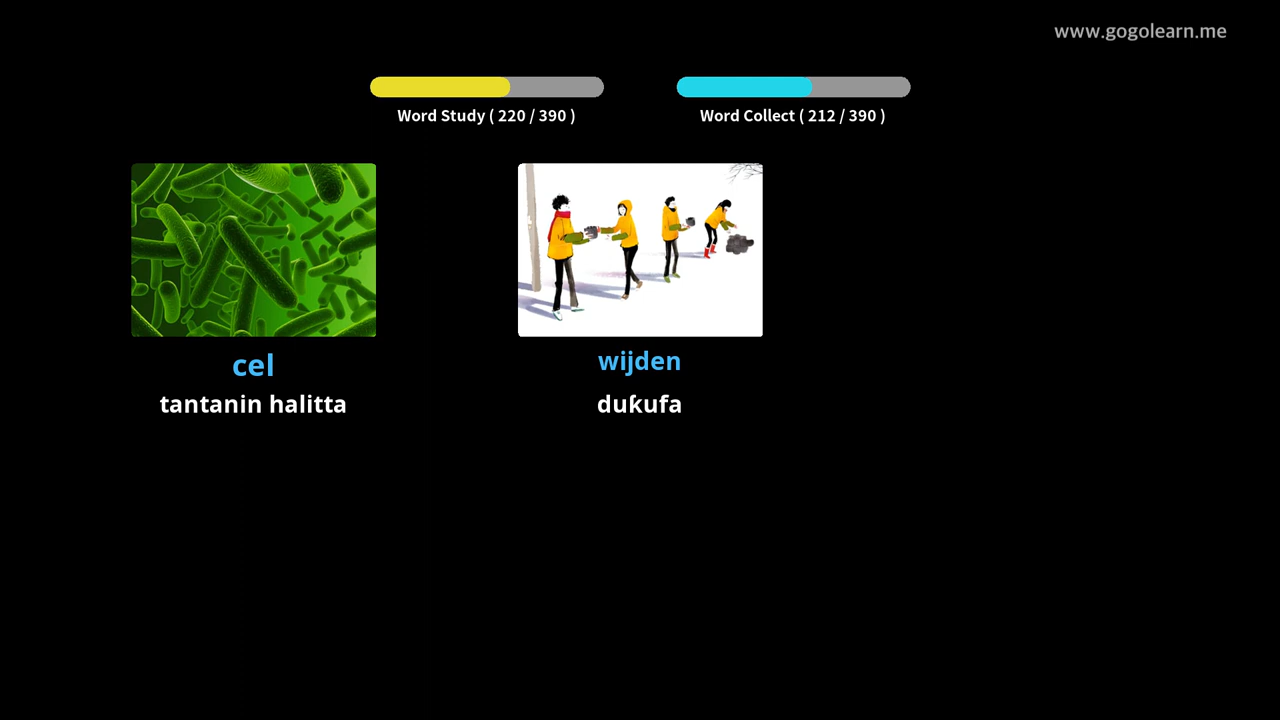 www.gogolearn.me
Word Study ( 220 / 390 )
Word Collect ( 212 / 390 )
cel
tantanin halitta
wijden
duƙufa